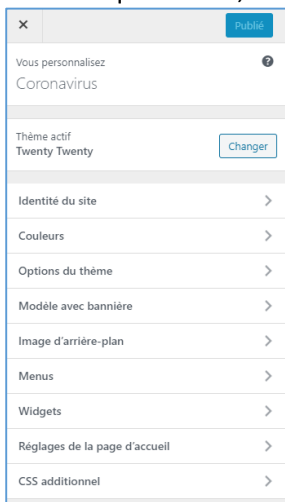 Publié
Vous personnalisez
Coronavirus
Thème actif
Twenty Twenty
Changer
Identité du site
Couleurs
Options du thème
Modèle avec bannière
Image d'arrière-plan
Menus
Widgets
Réglages de la page d'accueil
CSS additionnel